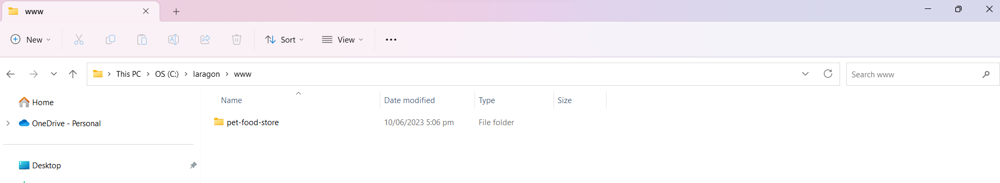 www
New Sort View
This PC OS (C:) laragon www Search www
Home Name Date modified Type Size
OneDrive - Personal pet-food-store 10/06/2023 5:06 pm File folder
Desktop